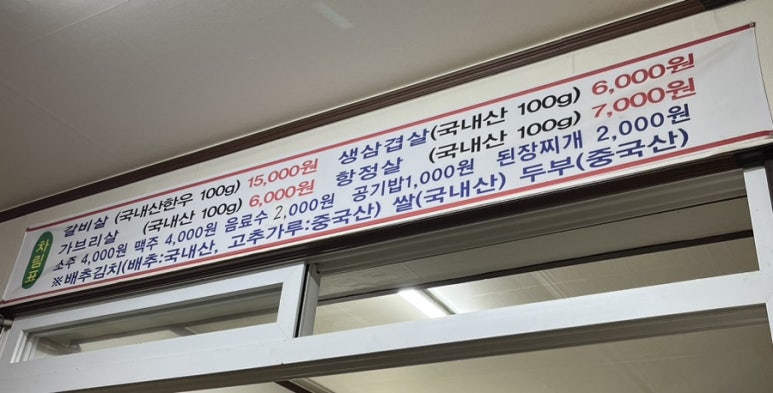 차림표
갈비살 (국내산한우 100g) 15,000원 생삼겹살(국내산 100g) 6,000원
가브리살 (국내산 100g) 6,000원 항정살 (국내산 100g) 7,000원
소주 4,000원 맥주 4,000원 음료수 2,000원 공기밥1,000원 된장찌개 2,000원
※배추김치(배추:국내산, 고추가루:중국산) 쌀(국내산) 두부(중국산)